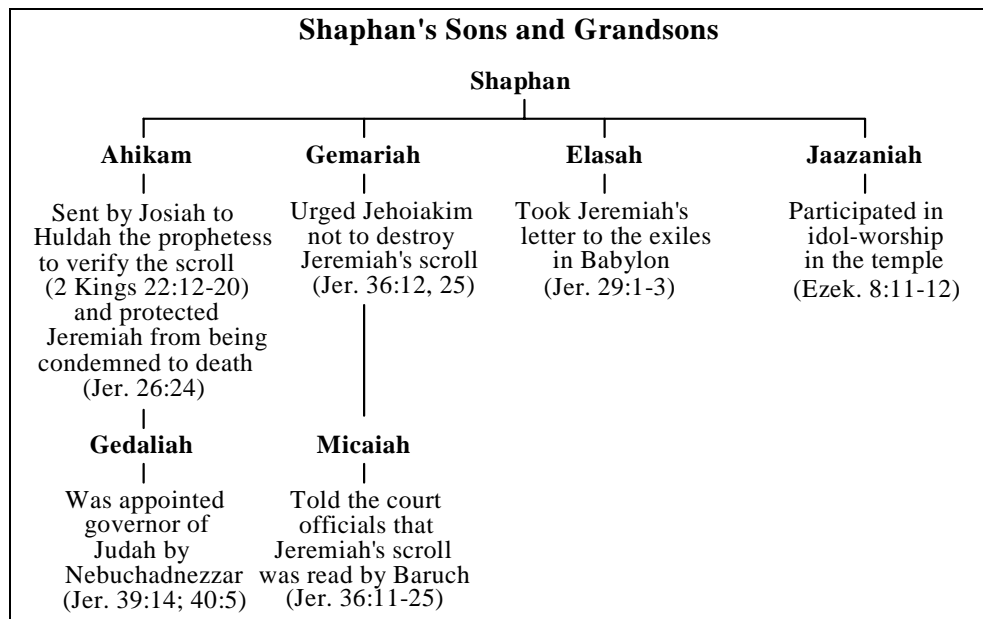 Shaphan's Sons and Grandsons
Shaphan
Ahikam
Sent by Josiah to
Huldah the prophetess
to verify the scroll
(2 Kings 22:12-20)
and protected
Jeremiah from being
condemned to death
(Jer. 26:24)
Gedaliah
Was appointed
governor of
Judah by
Nebuchadnezzar
(Jer. 39:14; 40:5)
Gemariah
Urged Jehoiakim
not to destroy
Jeremiah's scroll
(Jer. 36:12, 25)
Micaiah
Told the court
officials that
Jeremiah's scroll
was read by Baruch
(Jer. 36:11-25)
Elasah
Took Jeremiah's
letter to the exiles
in Babylon
(Jer. 29:1-3)
Jaazaniah
Participated in
idol-worship
in the temple
(Ezek. 8:11-12)